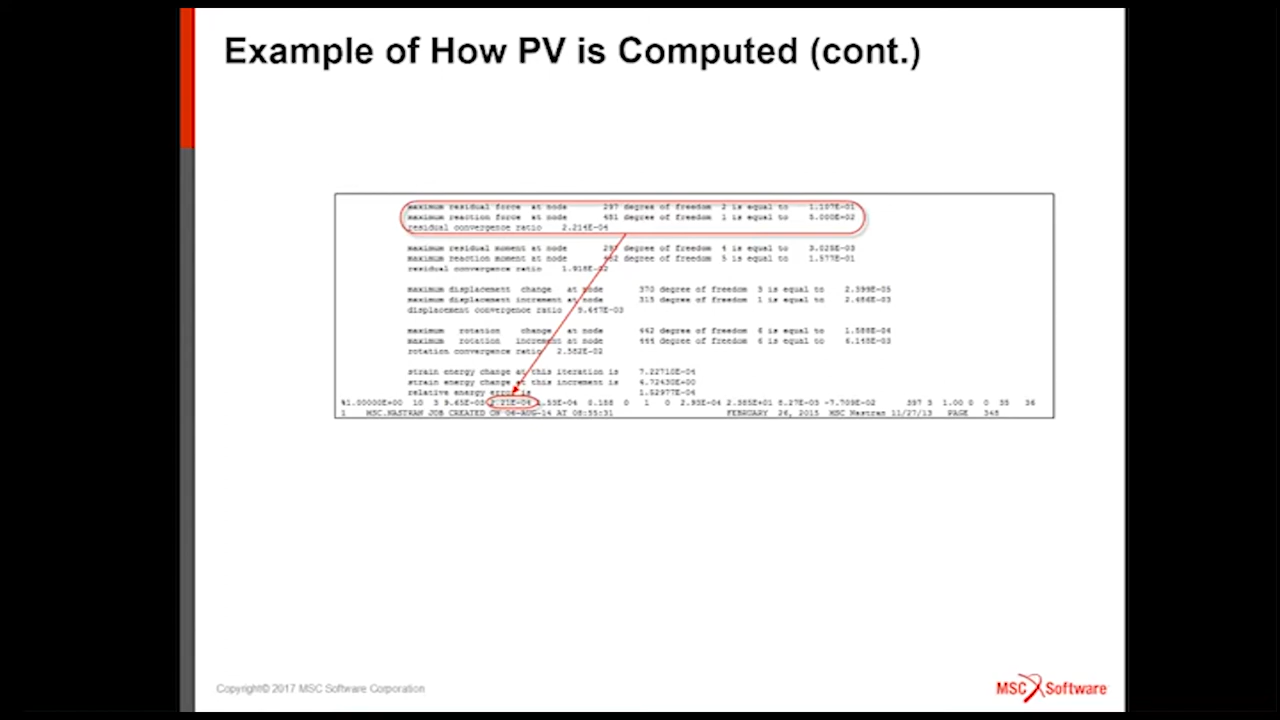 Example of How PV is Computed (cont.)
maximum residual force at node 297 degree of freedom 2 is equal to 1.107E-01
maximum reaction force at node 481 degree of freedom 1 is equal to 5.000E+02
residual convergence ratio 2.214E-04
maximum residual moment at node 297 degree of freedom 4 is equal to 3.025E-03
maximum reaction moment at node degree of freedom 5 is equal to 1.577E-01
residual convergence ratio 1.918E-02
maximum displacement change at node 370 degree of freedom 3 is equal to 2.399E-05
maximum displacement increment at node 315 degree of freedom 1 is equal to 2.486E-03
displacement convergence ratio 9.647E-03
maximum rotation change at node 442 degree of freedom 6 is equal to 1.588E-04
maximum rotation increment at node 444 degree of freedom 6 is equal to 6.148E-03
rotation convergence ratio 2.582E-02
strain energy change at this iteration is 7.22710E-04
strain energy change at this increment is 4.72430E+00
relative energy error is 1.52977E-04
%1.00000E+00 10 3 9.65E-03 2.21E-04 1.53E-04 0.158 0 1 0 2.93E-04 2.385E+01 8.27E-03 -7.709E-02 397 3 1.00 0 0 35 36
1 MSC.NASTRAN JOB CREATED ON 06-AUG-14 AT 08:55:31 FEBRUARY 26, 2015 MSC Nastran 11/27/13 PAGE 348
Copyright© 2017 MSC Software Corporation
MSC Software